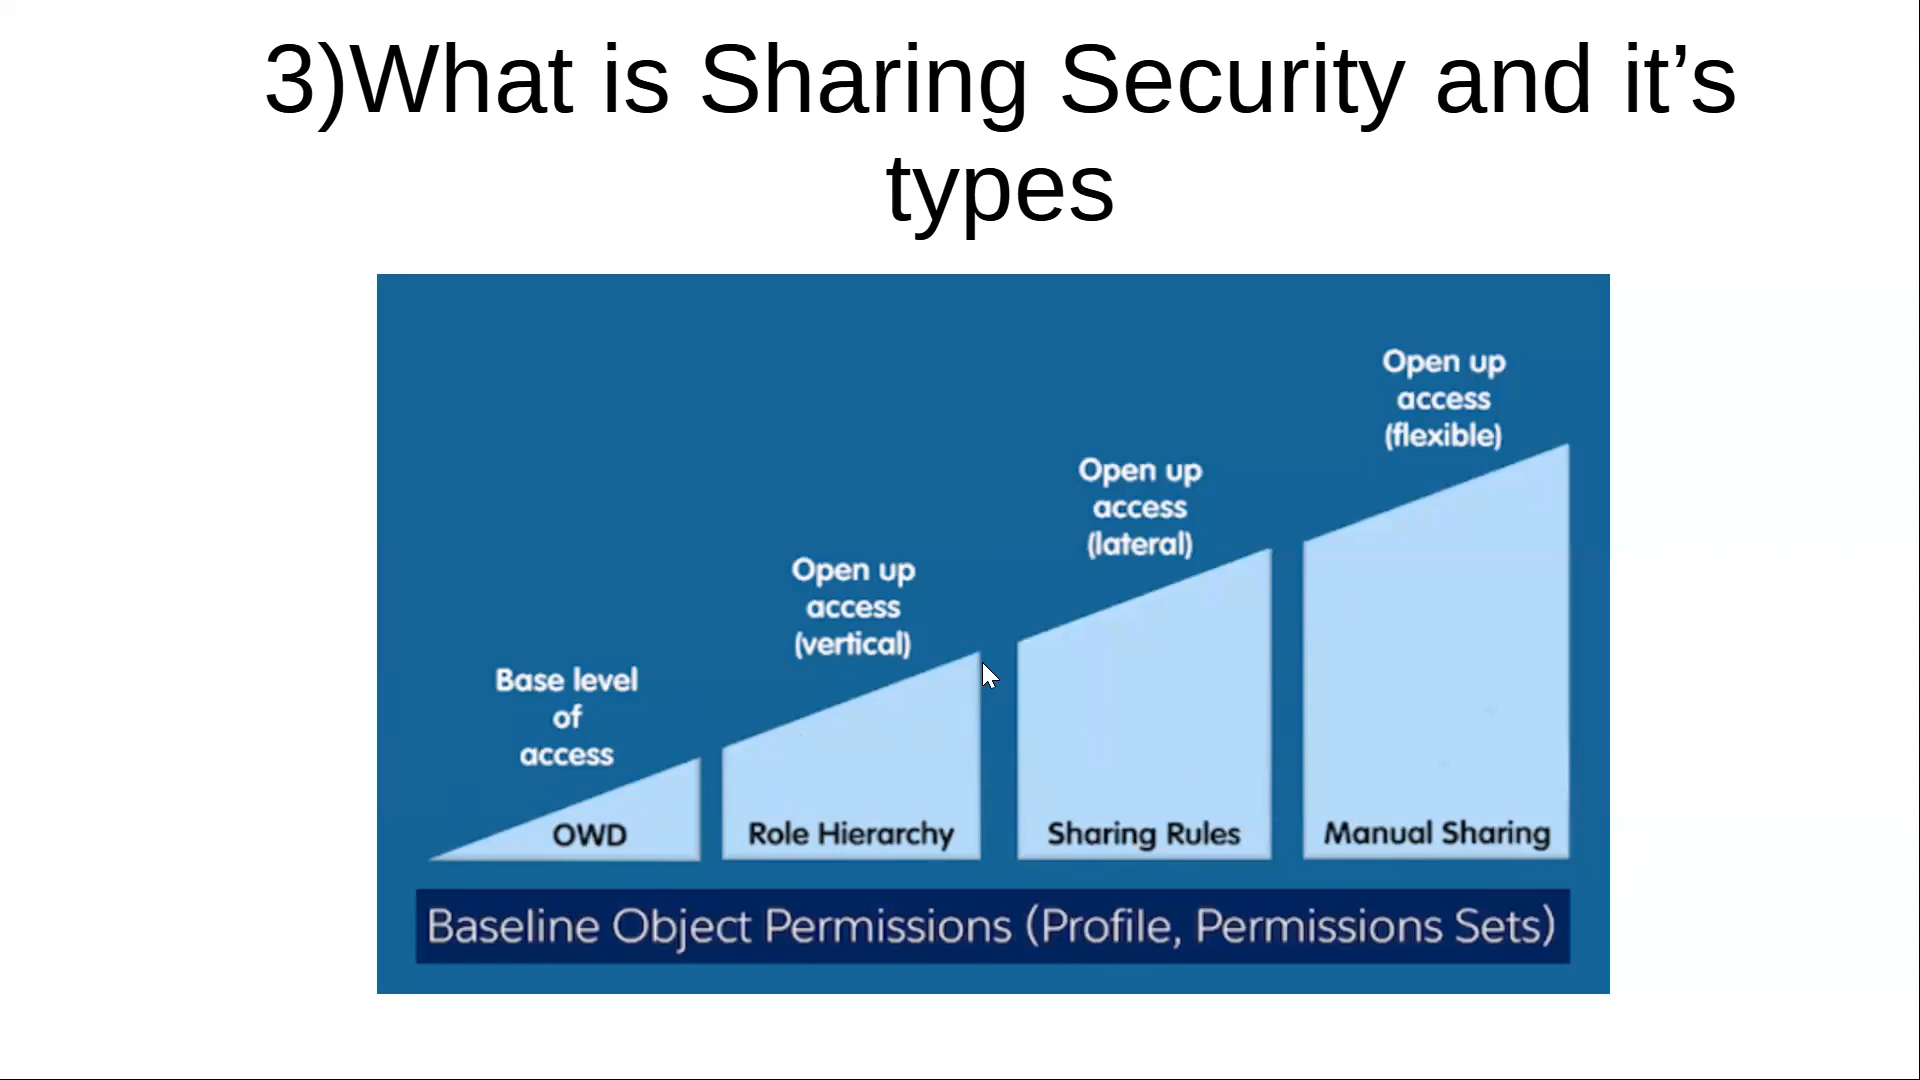 3)What is Sharing Security and it’s
types
Open up
access
(flexible)
Open up
access
(lateral)
Open up
access
(vertical)
Base level
of
access
OWD
Role Hierarchy
Sharing Rules
Manual Sharing
Baseline Object Permissions (Profile, Permissions Sets)